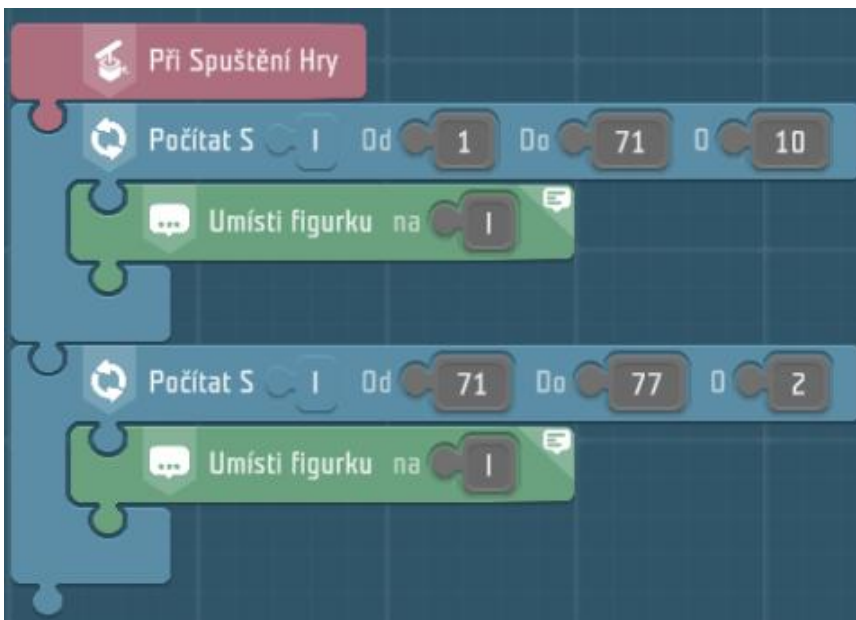 Při Spuštění Hry
Počítat S I Od 1 Do 71 O 10
Umísti figurku na I
Počítat S I Od 71 Do 77 O 2
Umísti figurku na I